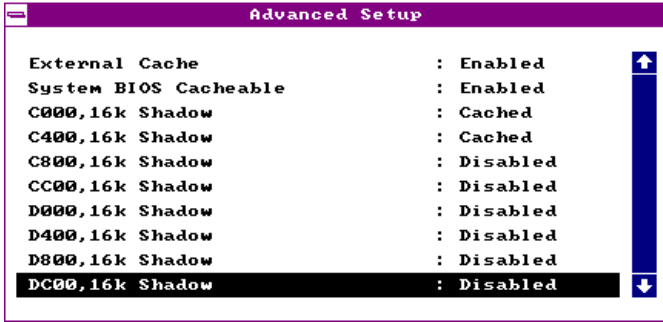 Advanced Setup
External Cache : Enabled
System BIOS Cacheable : Enabled
C000,16k Shadow : Cached
C400,16k Shadow : Cached
C800,16k Shadow : Disabled
CC00,16k Shadow : Disabled
D000,16k Shadow : Disabled
D400,16k Shadow : Disabled
D800,16k Shadow : Disabled
DC00,16k Shadow : Disabled